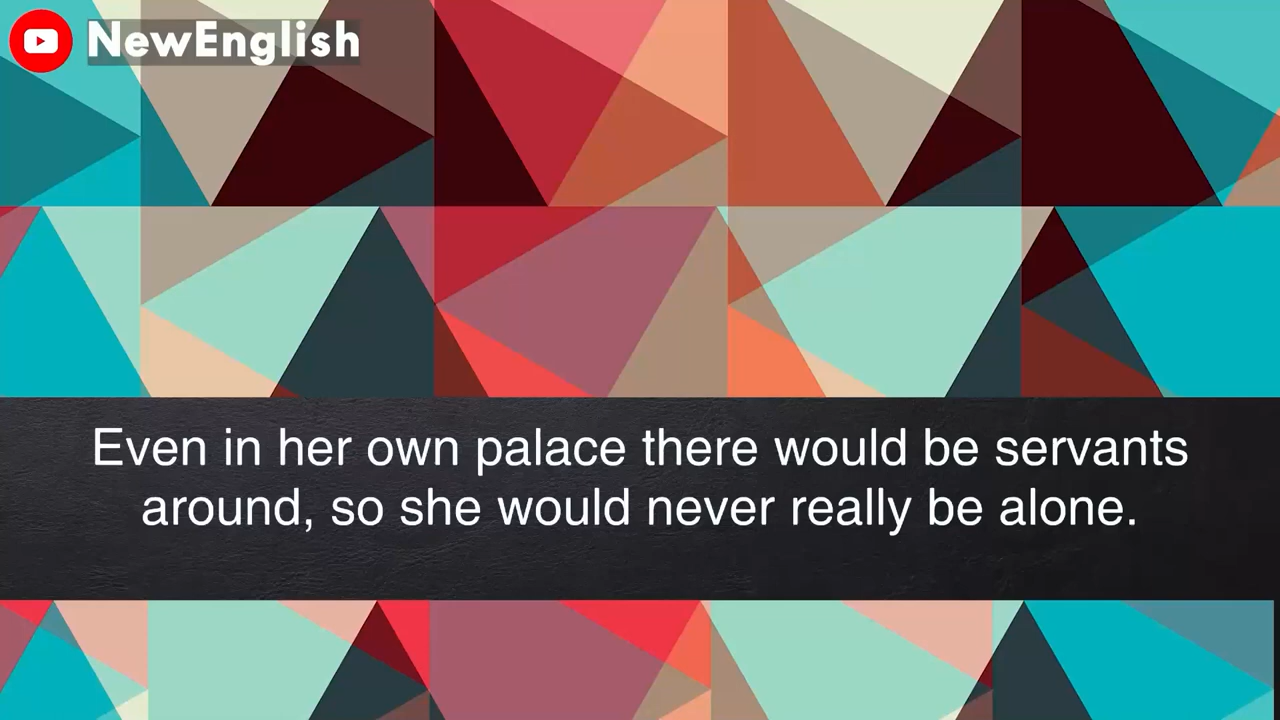 NewEnglish
Even in her own palace there would be servants
around, so she would never really be alone.